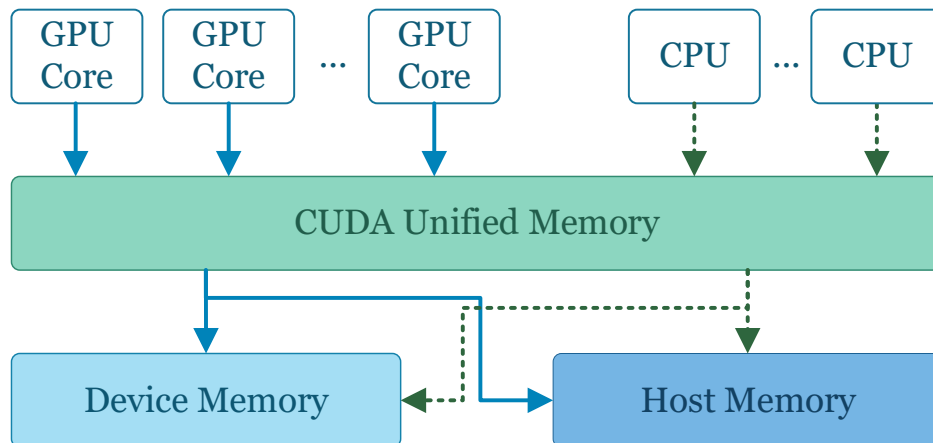 GPU
Core
GPU
Core
...
GPU
Core
CPU
...
CPU
CUDA Unified Memory
Device Memory
Host Memory